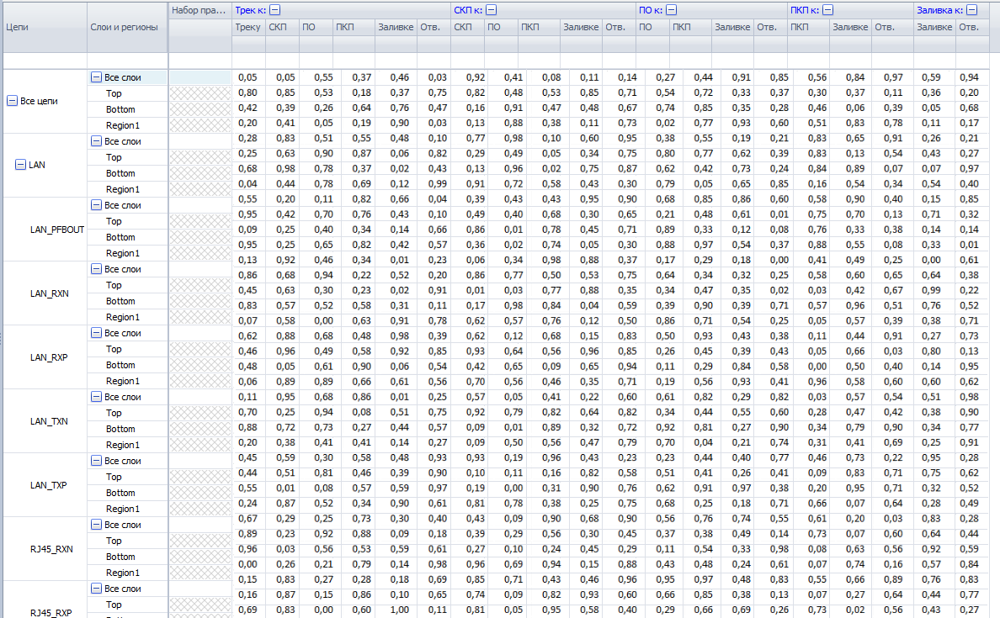 Цепи Слои и регионы Набор пра... Трек к: СКП к: ПО к: ПКП к: Заливка к:
Треку СКП ПО ПКП Заливке Отв. СКП ПО ПКП Заливке Отв. ПО ПКП Заливке Отв. ПКП Заливке Отв. Заливке Отв.
Все слои 0,05 0,05 0,55 0,37 0,46 0,03 0,92 0,41 0,08 0,11 0,14 0,27 0,44 0,91 0,85 0,56 0,84 0,97 0,59 0,94
Top 0,80 0,85 0,53 0,18 0,37 0,75 0,82 0,48 0,53 0,85 0,71 0,54 0,72 0,33 0,37 0,30 0,37 0,11 0,36 0,20
Все цепи
Bottom 0,42 0,39 0,26 0,64 0,76 0,47 0,16 0,91 0,47 0,48 0,67 0,74 0,85 0,35 0,28 0,46 0,06 0,39 0,05 0,68
Region1 0,20 0,41 0,05 0,19 0,90 0,03 0,13 0,88 0,38 0,11 0,73 0,02 0,77 0,93 0,60 0,51 0,83 0,78 0,11 0,17
Все слои 0,28 0,83 0,51 0,55 0,48 0,10 0,77 0,98 0,10 0,60 0,95 0,38 0,55 0,19 0,21 0,83 0,65 0,91 0,26 0,21
Top 0,25 0,63 0,90 0,87 0,06 0,82 0,29 0,49 0,05 0,34 0,75 0,80 0,77 0,62 0,39 0,83 0,13 0,54 0,43 0,27
LAN
Bottom 0,68 0,98 0,78 0,37 0,02 0,43 0,13 0,96 0,02 0,75 0,87 0,62 0,42 0,73 0,24 0,84 0,89 0,07 0,07 0,97
Region1 0,04 0,44 0,78 0,69 0,12 0,99 0,91 0,72 0,58 0,43 0,30 0,79 0,05 0,69 0,85 0,16 0,54 0,34 0,54 0,40
Все слои 0,55 0,20 0,11 0,82 0,66 0,04 0,39 0,43 0,43 0,95 0,90 0,68 0,85 0,86 0,60 0,58 0,90 0,40 0,15 0,85
Top 0,95 0,42 0,70 0,76 0,43 0,10 0,49 0,40 0,68 0,30 0,65 0,21 0,48 0,61 0,01 0,75 0,70 0,13 0,71 0,32
LAN_PFBOUT 0,09 0,25 0,40 0,34 0,14 0,66 0,86 0,01 0,78 0,45 0,71 0,89 0,33 0,12 0,08 0,76 0,33 0,38 0,14 0,14
Bottom 0,95 0,25 0,65 0,82 0,42 0,57 0,36 0,02 0,74 0,05 0,30 0,88 0,97 0,54 0,37 0,88 0,55 0,08 0,33 0,01
Region1 0,13 0,92 0,46 0,34 0,01 0,23 0,06 0,34 0,98 0,88 0,37 0,17 0,29 0,18 0,00 0,41 0,49 0,25 0,00 0,61
Все слои 0,86 0,68 0,94 0,22 0,52 0,20 0,86 0,77 0,50 0,53 0,75 0,64 0,34 0,32 0,25 0,58 0,60 0,65 0,64 0,38
Top 0,45 0,63 0,30 0,23 0,02 0,91 0,01 0,03 0,77 0,88 0,35 0,34 0,47 0,35 0,02 0,03 0,42 0,67 0,99 0,22
LAN_RXN
Bottom 0,83 0,57 0,52 0,58 0,31 0,11 0,17 0,98 0,84 0,04 0,59 0,39 0,90 0,39 0,71 0,57 0,96 0,51 0,76 0,52
Region1 0,07 0,58 0,00 0,63 0,91 0,78 0,62 0,57 0,76 0,12 0,50 0,86 0,71 0,54 0,25 0,05 0,57 0,39 0,38 0,71
Все слои 0,62 0,88 0,68 0,48 0,98 0,39 0,62 0,12 0,68 0,15 0,83 0,50 0,93 0,43 0,38 0,11 0,44 0,91 0,27 0,73
Top 0,46 0,96 0,49 0,58 0,92 0,85 0,93 0,64 0,56 0,96 0,85 0,26 0,45 0,39 0,43 0,05 0,66 0,03 0,80 0,13
LAN_RXP
Bottom 0,48 0,05 0,61 0,90 0,06 0,54 0,42 0,65 0,09 0,65 0,94 0,11 0,29 0,84 0,58 0,00 0,50 0,40 0,14 0,95
Region1 0,06 0,89 0,89 0,66 0,61 0,56 0,70 0,56 0,46 0,35 0,71 0,19 0,56 0,93 0,41 0,96 0,58 0,60 0,60 0,62
Все слои 0,11 0,95 0,68 0,86 0,01 0,25 0,57 0,05 0,41 0,22 0,60 0,61 0,82 0,29 0,82 0,03 0,57 0,54 0,51 0,98
Top 0,70 0,25 0,94 0,08 0,51 0,75 0,92 0,79 0,82 0,64 0,82 0,34 0,44 0,55 0,60 0,28 0,47 0,42 0,38 0,90
LAN_TXN
Bottom 0,88 0,72 0,73 0,27 0,44 0,57 0,09 0,01 0,89 0,32 0,72 0,92 0,81 0,27 0,90 0,34 0,79 0,90 0,34 0,77
Region1 0,20 0,38 0,41 0,41 0,14 0,27 0,09 0,50 0,56 0,47 0,79 0,70 0,04 0,21 0,74 0,31 0,41 0,69 0,25 0,91
Все слои 0,45 0,59 0,30 0,58 0,48 0,93 0,93 0,19 0,96 0,43 0,23 0,23 0,44 0,40 0,77 0,46 0,73 0,22 0,95 0,28
Top 0,44 0,51 0,81 0,46 0,39 0,90 0,10 0,11 0,16 0,82 0,58 0,51 0,41 0,26 0,41 0,09 0,83 0,71 0,75 0,62
LAN_TXP
Bottom 0,55 0,01 0,08 0,57 0,59 0,97 0,19 0,00 0,31 0,90 0,76 0,62 0,91 0,97 0,38 0,20 0,95 0,71 0,32 0,52
Region1 0,24 0,87 0,52 0,34 0,90 0,61 0,81 0,78 0,38 0,25 0,75 0,68 0,25 0,18 0,71 0,66 0,07 0,64 0,28 0,49
Все слои 0,67 0,29 0,25 0,73 0,30 0,40 0,43 0,09 0,90 0,68 0,90 0,56 0,76 0,74 0,55 0,61 0,20 0,03 0,83 0,28
Top 0,89 0,23 0,92 0,88 0,09 0,18 0,39 0,29 0,56 0,30 0,45 0,37 0,38 0,49 0,14 0,73 0,07 0,60 0,64 0,44
RJ45_RXN 0,96 0,03 0,56 0,53 0,59 0,61 0,27 0,10 0,24 0,45 0,29 0,11 0,54 0,33 0,98 0,08 0,63 0,56 0,92 0,59
Bottom 0,00 0,26 0,21 0,79 0,14 0,98 0,96 0,69 0,94 0,15 0,88 0,43 0,48 0,24 0,61 0,07 0,74 0,16 0,57 0,84
Region1 0,15 0,83 0,27 0,28 0,18 0,69 0,85 0,71 0,43 0,46 0,96 0,95 0,97 0,48 0,83 0,55 0,66 0,89 0,76 0,83
Все слои 0,16 0,87 0,15 0,86 0,10 0,65 0,74 0,09 0,82 0,93 0,60 0,66 0,85 0,38 0,13 0,07 0,27 0,64 0,44 0,77
Top 0,69 0,83 0,00 0,60 1,00 0,11 0,81 0,05 0,95 0,58 0,40 0,29 0,66 0,69 0,26 0,73 0,02 0,56 0,43 0,27
RJ45_RXP